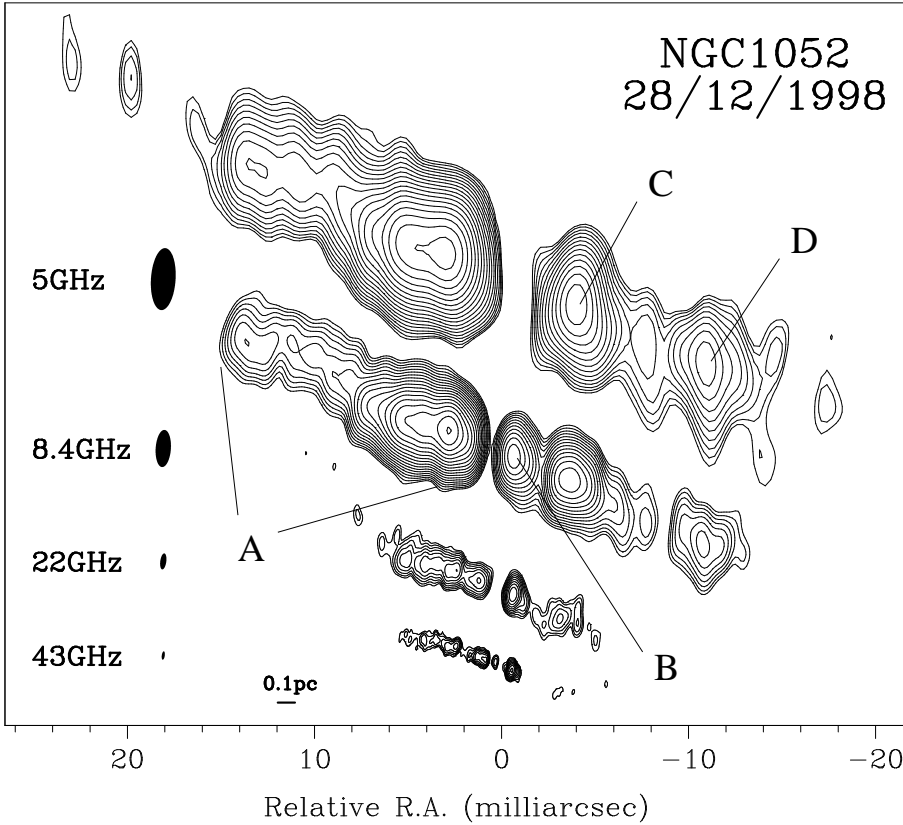 NGC1052
28/12/1998
C
D
5GHz
8.4GHz
A
22GHz
B
43GHz
0.1pc
20 10 0 −10 −20
Relative R.A. (milliarcsec)